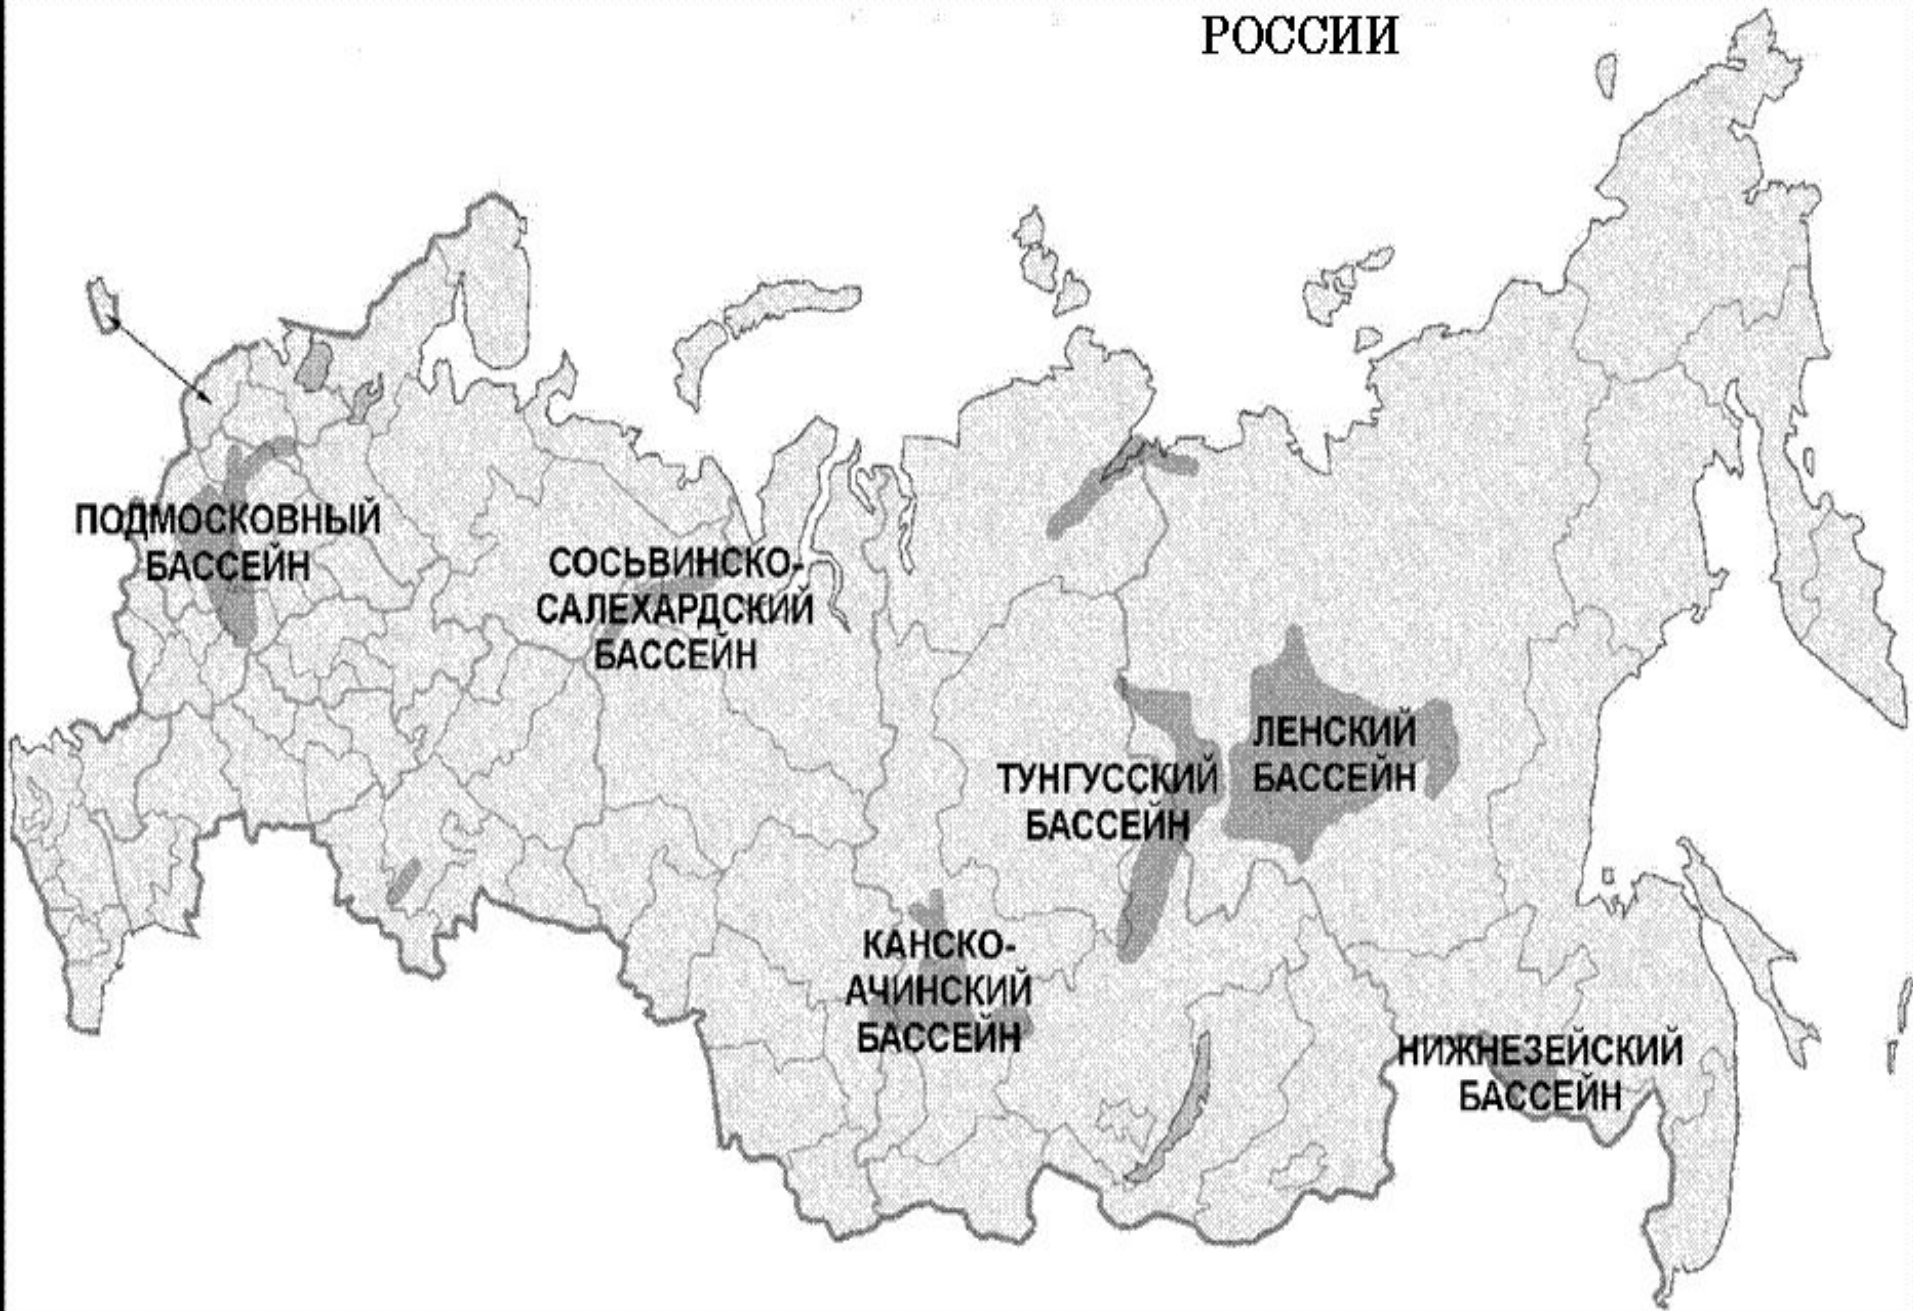 РОССИИ
ПОДМОСКОВНЫЙ
БАССЕЙН
СОСЬВИНСКО-
САЛЕХАРДСКИЙ
БАССЕЙН
ЛЕНСКИЙ
БАССЕЙН
ТУНГУССКИЙ
БАССЕЙН
КАНСКО-
АЧИНСКИЙ
БАССЕЙН
НИЖНЕЗЕЙСКИЙ
БАССЕЙН